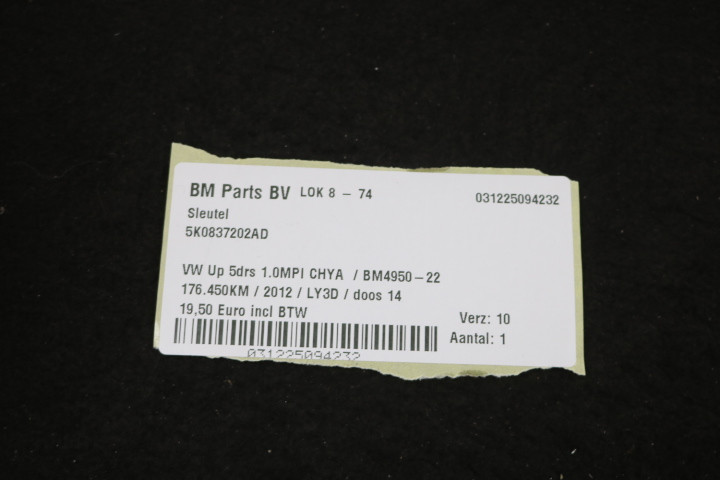 BM Parts BV LOK 8 - 74 031225094232
Sleutel
5K0837202AD
VW Up 5drs 1.0MPI CHYA / BM4950-22
176.450KM / 2012 / LY3D / doos 14
19,50 Euro incl BTW Verz: 10
Aantal: 1
031225094232